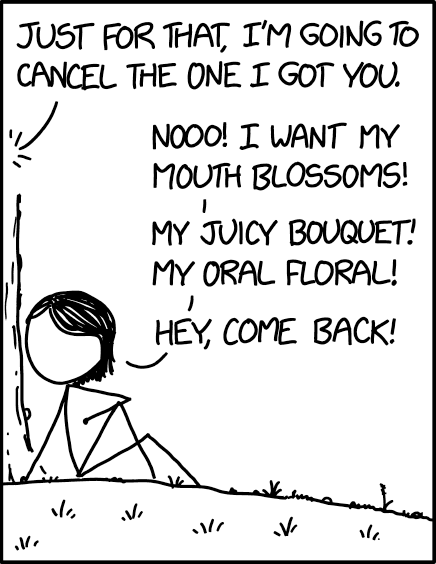 JUST FOR THAT, I'M GOING TO
CANCEL THE ONE I GOT YOU.
NOOO! I WANT MY
MOUTH BLOSSOMS!
MY JUICY BOUQUET!
MY ORAL FLORAL!
HEY, COME BACK!